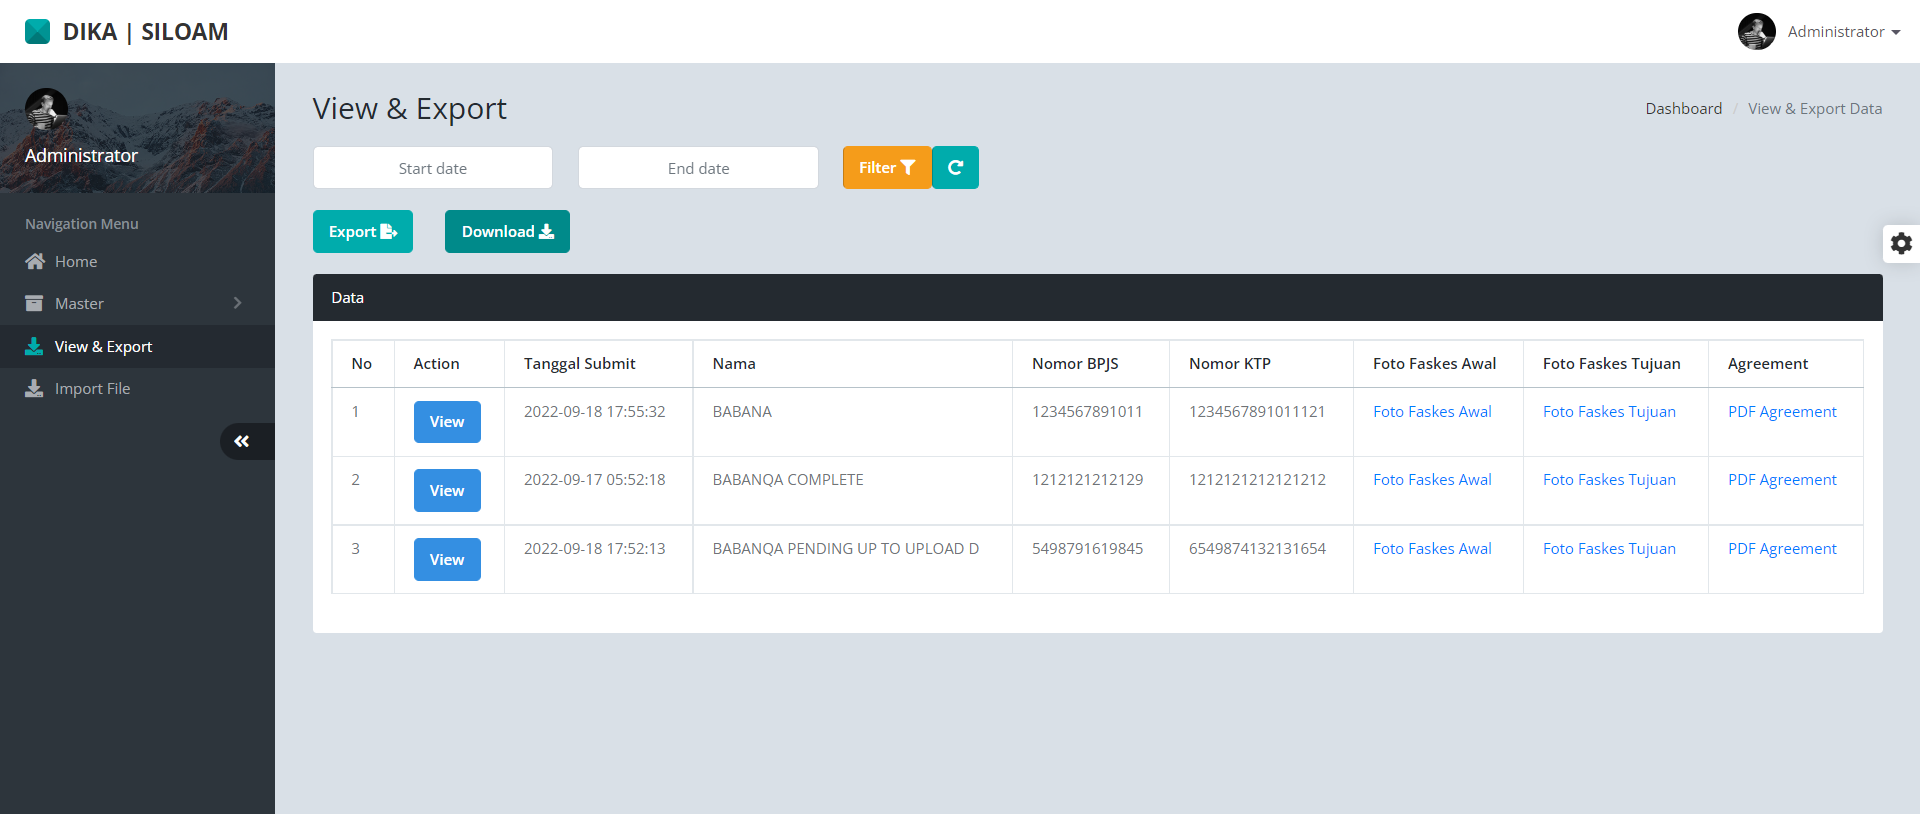 DIKA | SILOAM
Administrator
Administrator
Navigation Menu
Home
Master
View & Export
Import File
View & Export
Dashboard / View & Export Data
Start date
End date
Filter
Export
Download
Data
No Action Tanggal Submit Nama Nomor BPJS Nomor KTP Foto Faskes Awal Foto Faskes Tujuan Agreement
1 View 2022-09-18 17:55:32 BABANA 1234567891011 1234567891011121 Foto Faskes Awal Foto Faskes Tujuan PDF Agreement
2 View 2022-09-17 05:52:18 BABANQA COMPLETE 1212121212129 1212121212121212 Foto Faskes Awal Foto Faskes Tujuan PDF Agreement
3 View 2022-09-18 17:52:13 BABANQA PENDING UP TO UPLOAD D 5498791619845 6549874132131654 Foto Faskes Awal Foto Faskes Tujuan PDF Agreement